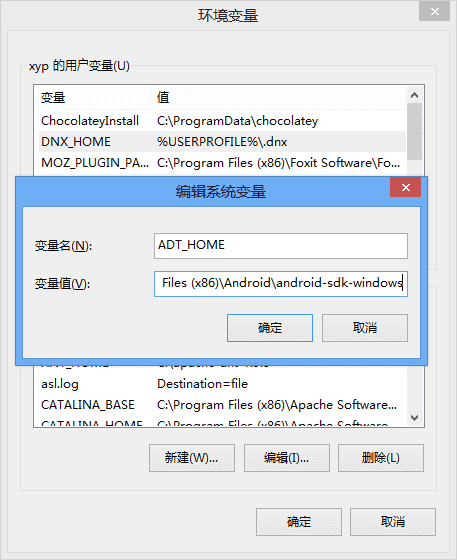 环境变量
xyp 的用户变量(U)
变量 值
ChocolateyInstall C:\ProgramData\chocolatey
DNX_HOME %USERPROFILE%\.dnx
MOZ_PLUGIN_PA... C:\Program Files (x86)\Foxit Software\Fo...
编辑系统变量
变量名(N): ADT_HOME
变量值(V): Files (x86)\Android\android-sdk-windows
确定 取消
asl.log Destination=file
CATALINA_BASE C:\Program Files (x86)\Apache Software...
CATALINA_HOME C:\Program Files (x86)\Apache Software...
新建(W)... 编辑(I)... 删除(L)
确定 取消